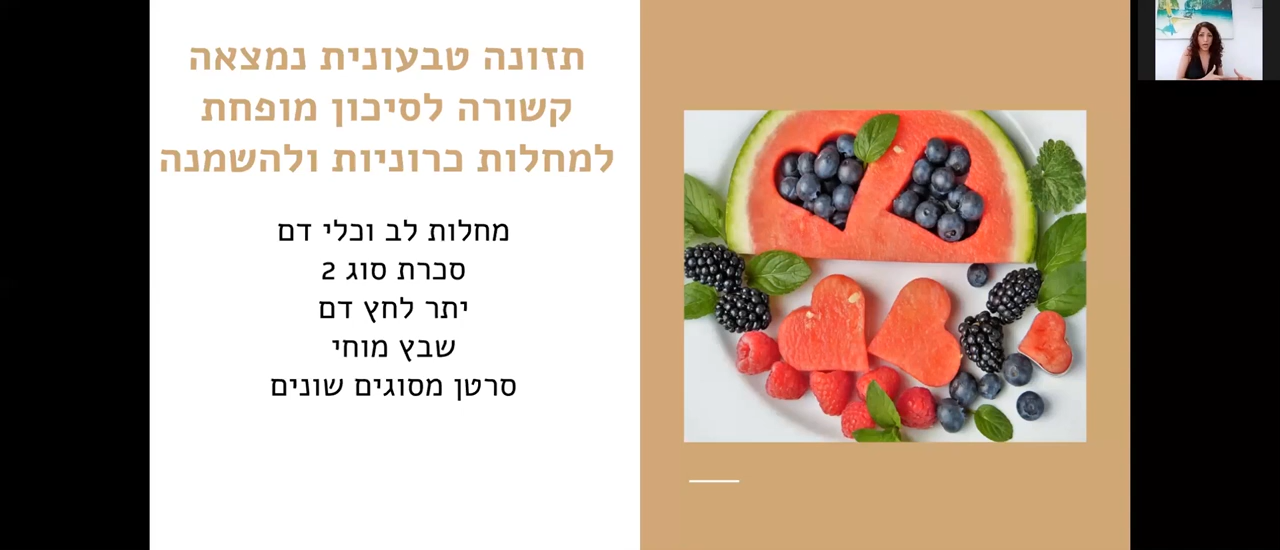 תזונה טבעונית נמצאה
קשורה לסיכון מופחת
למחלות כרוניות ולהשמנה
מחלות לב וכלי דם
סכרת סוג 2
יתר לחץ דם
שבץ מוחי
סרטן מסוגים שונים